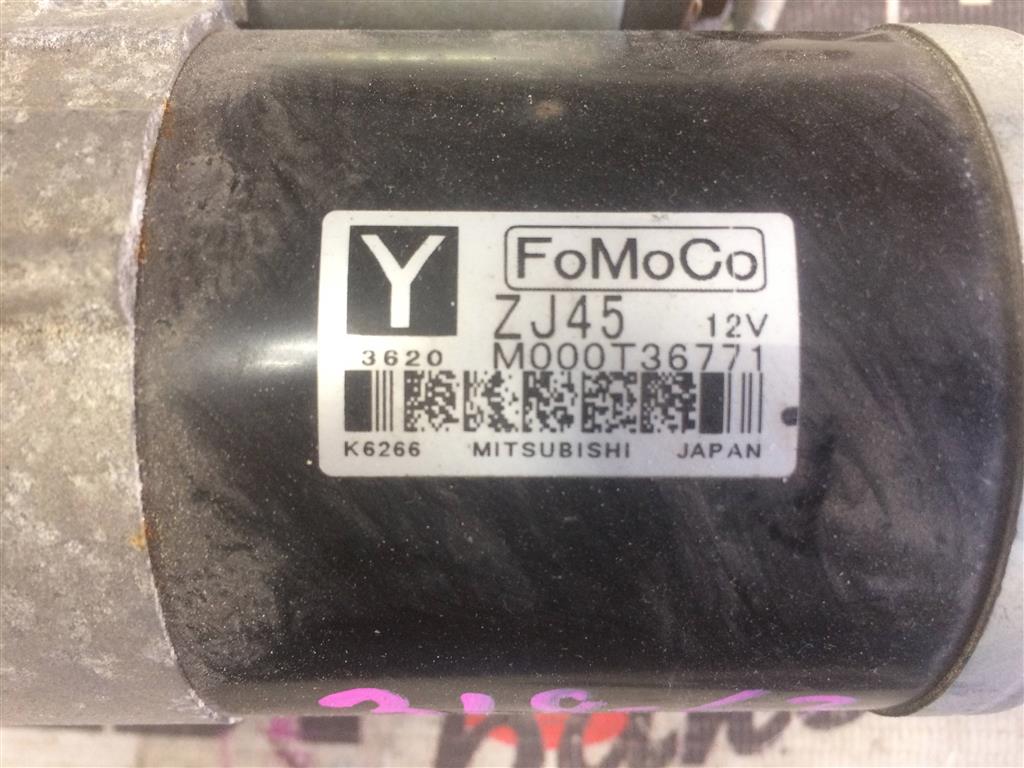 Y FoMoCo
ZJ45 12V
3620 M000T36771
K6266 MITSUBISHI JAPAN